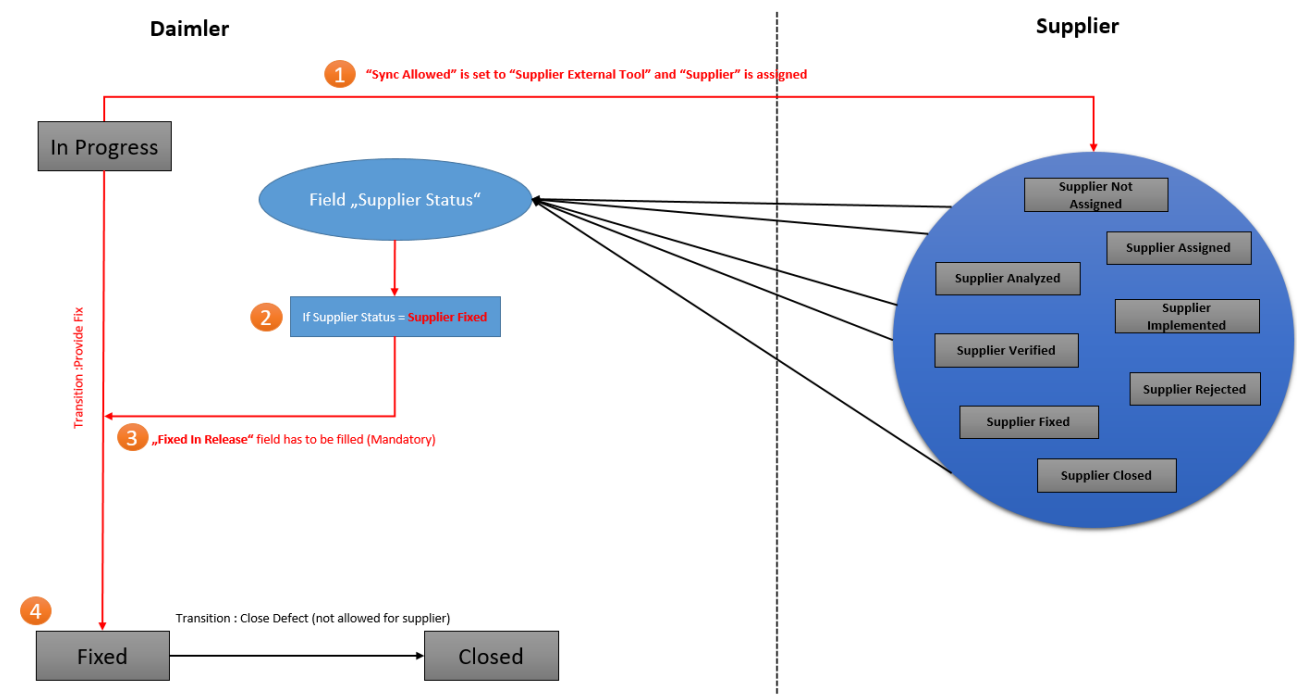 Daimler
Supplier
1
“Sync Allowed” is set to “Supplier External Tool” and “Supplier” is assigned
In Progress
Field „Supplier Status“
Supplier Not
Assigned
Supplier Assigned
Supplier Analyzed
Supplier
Implemented
2
If Supplier Status = Supplier Fixed
Supplier Verified
Supplier Rejected
Transition :Provide Fix
Supplier Fixed
3
„Fixed In Release“ field has to be filled (Mandatory)
Supplier Closed
4
Transition : Close Defect (not allowed for supplier)
Fixed
Closed